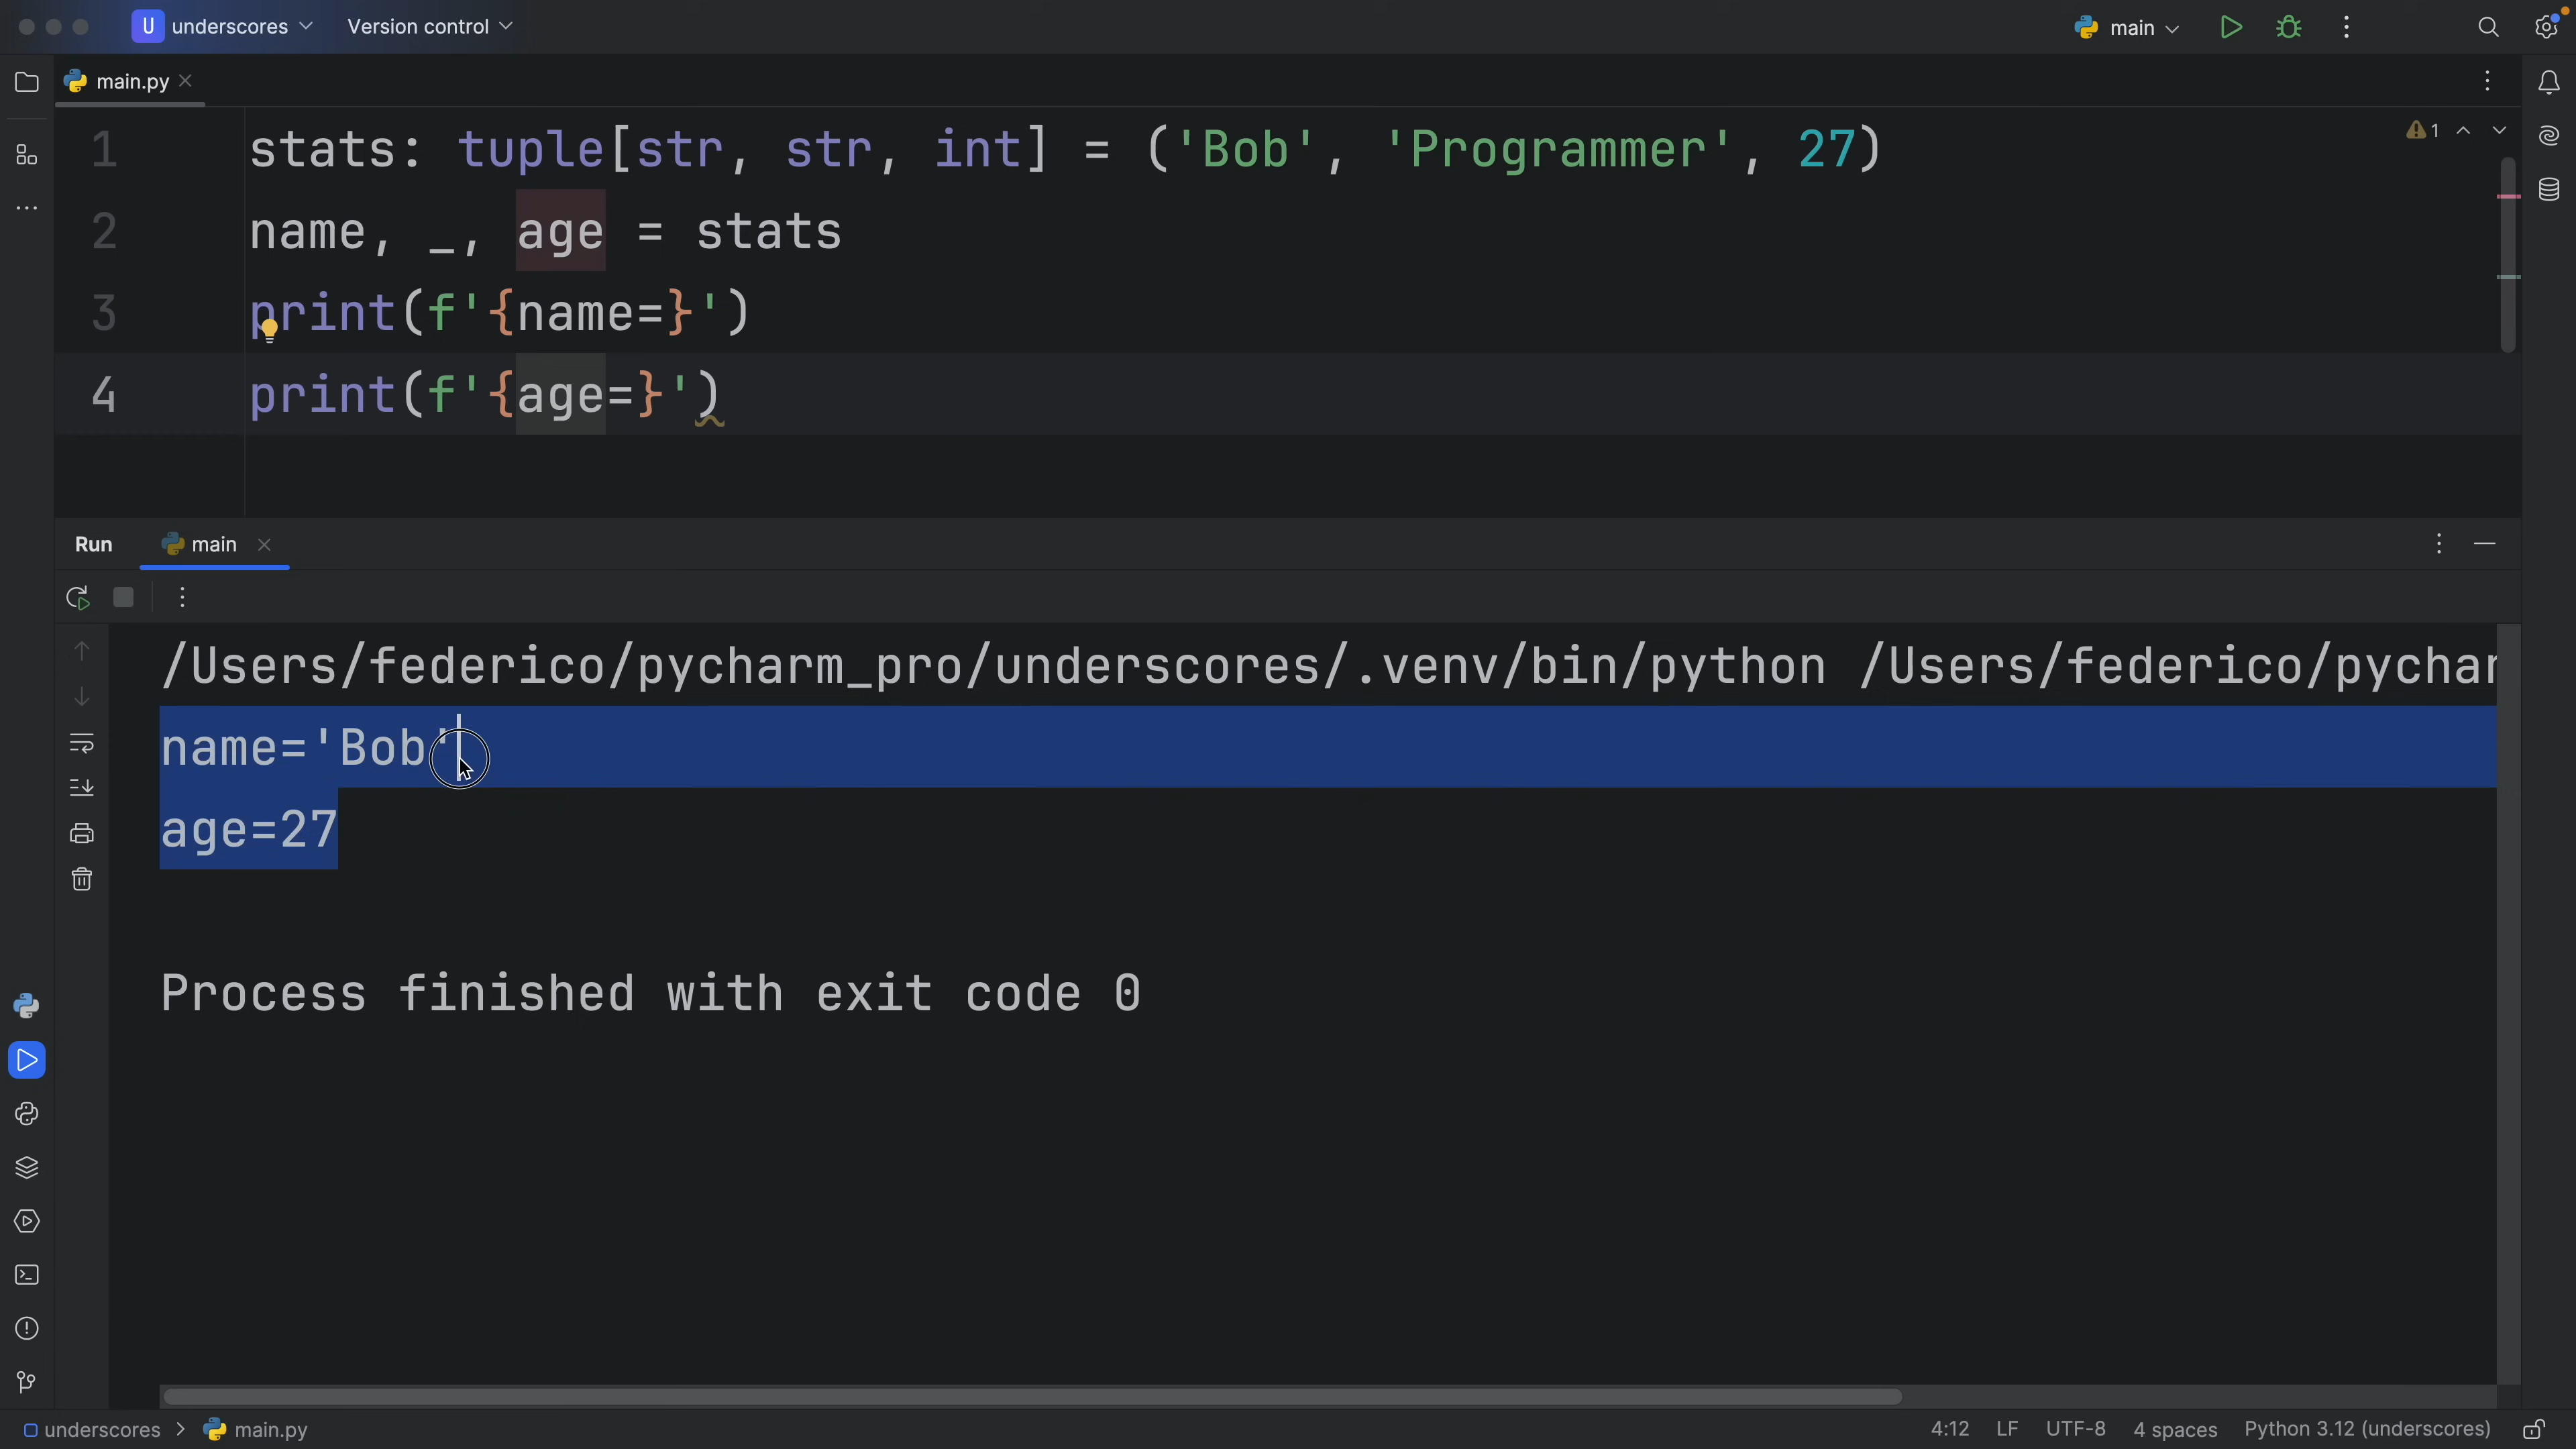 U underscores Version control main
main.py
1
1 stats: tuple[str, str, int] = ('Bob', 'Programmer', 27)
2 name, _, age = stats
3 print(f'{name=}')
4 print(f'{age=}')
Run main
/Users/federico/pycharm_pro/underscores/.venv/bin/python /Users/federico/pychar
name='Bob'
age=27
Process finished with exit code 0
underscores > main.py 4:12 LF UTF-8 4 spaces Python 3.12 (underscores)